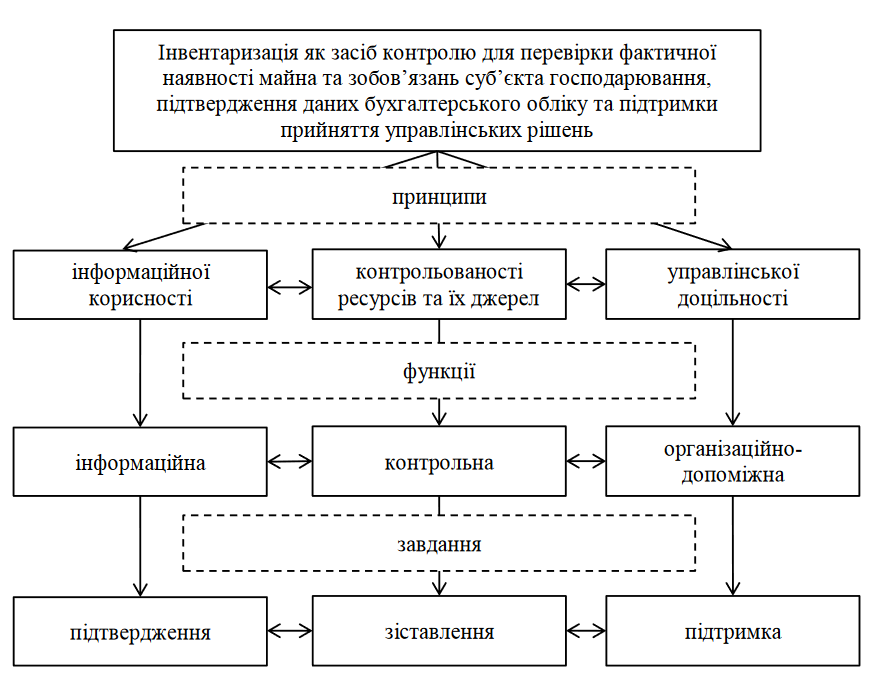 Інвентаризація як засіб контролю для перевірки фактичної
наявності майна та зобов’язань суб’єкта господарювання,
підтвердження даних бухгалтерського обліку та підтримки
прийняття управлінських рішень
принципи
інформаційної
корисності
контрольованості
ресурсів та їх джерел
управлінської
доцільності
функції
інформаційна
контрольна
організаційно-
допоміжна
завдання
підтвердження
зіставлення
підтримка